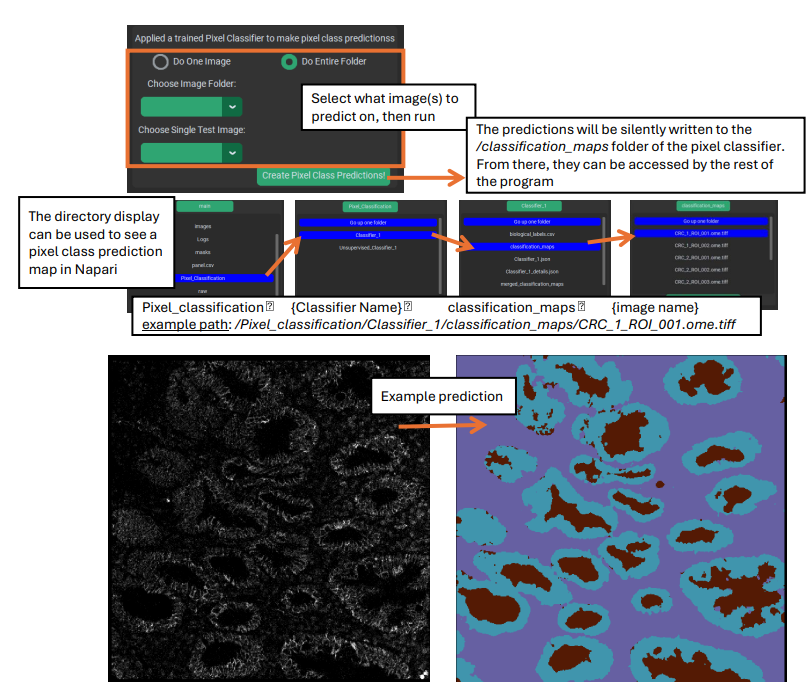 Applied a trained Pixel Classifier to make pixel class predictionss
Do One Image
Do Entire Folder
Choose Image Folder:
Choose Single Test Image:
Create Pixel Class Predictions!
Select what image(s) to
predict on, then run
The predictions will be silently written to the
/classification_maps folder of the pixel classifier.
From there, they can be accessed by the rest of
the program
The directory display
can be used to see a
pixel class prediction
map in Napari
main
Images
Logs
masks
panel.csv
Pixel_Classification
raw
Pixel_Classification
Go up one folder
Classifier_1
Unsupervised_Classifier_1
Classifier_1
Go up one folder
biological_labels.csv
classification_maps
Classifier_1.json
Classifier_1_details.json
merged_classification_maps
classification_maps
Go up one folder
CRC_1_ROI_001.ome.tiff
CRC_1_ROI_002.ome.tiff
CRC_1_ROI_003.ome.tiff
CRC_2_ROI_001.ome.tiff
CRC_2_ROI_002.ome.tiff
CRC_2_ROI_003.ome.tiff
Pixel_classification {Classifier Name} classification_maps {image name}
example path: /Pixel_classification/Classifier_1/classification_maps/CRC_1_ROI_001.ome.tiff
Example prediction